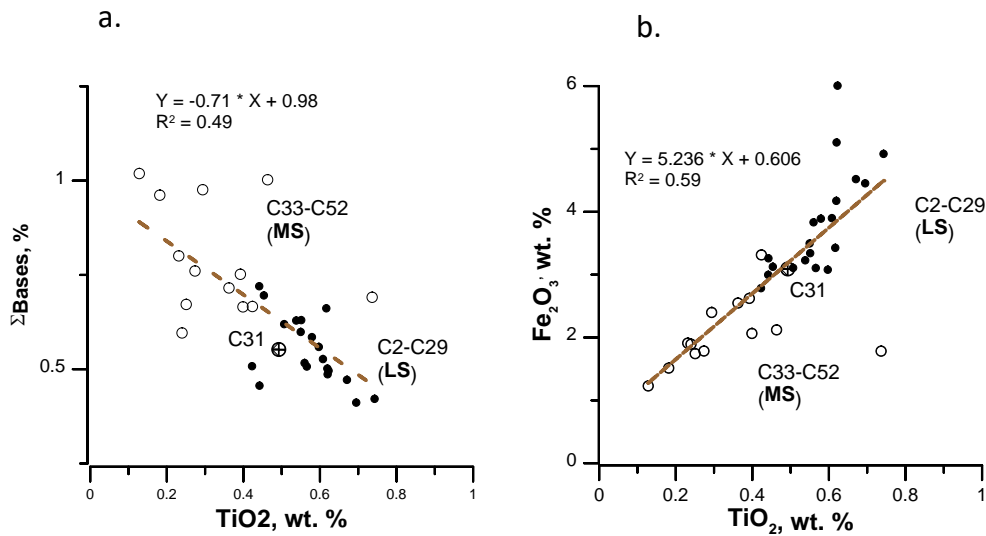 a.
Y = -0.71 * X + 0.98
R² = 0.49
1
0.5
ΣBases, %
C33-C52
(MS)
C31
C2-C29
(LS)
0 0.2 0.4 0.6 0.8 1
TiO2, wt. %
b.
6
4
2
0
Fe₂O₃, wt. %
Y = 5.236 * X + 0.606
R² = 0.59
C2-C29
(LS)
C31
C33-C52
(MS)
0 0.2 0.4 0.6 0.8 1
TiO₂, wt. %